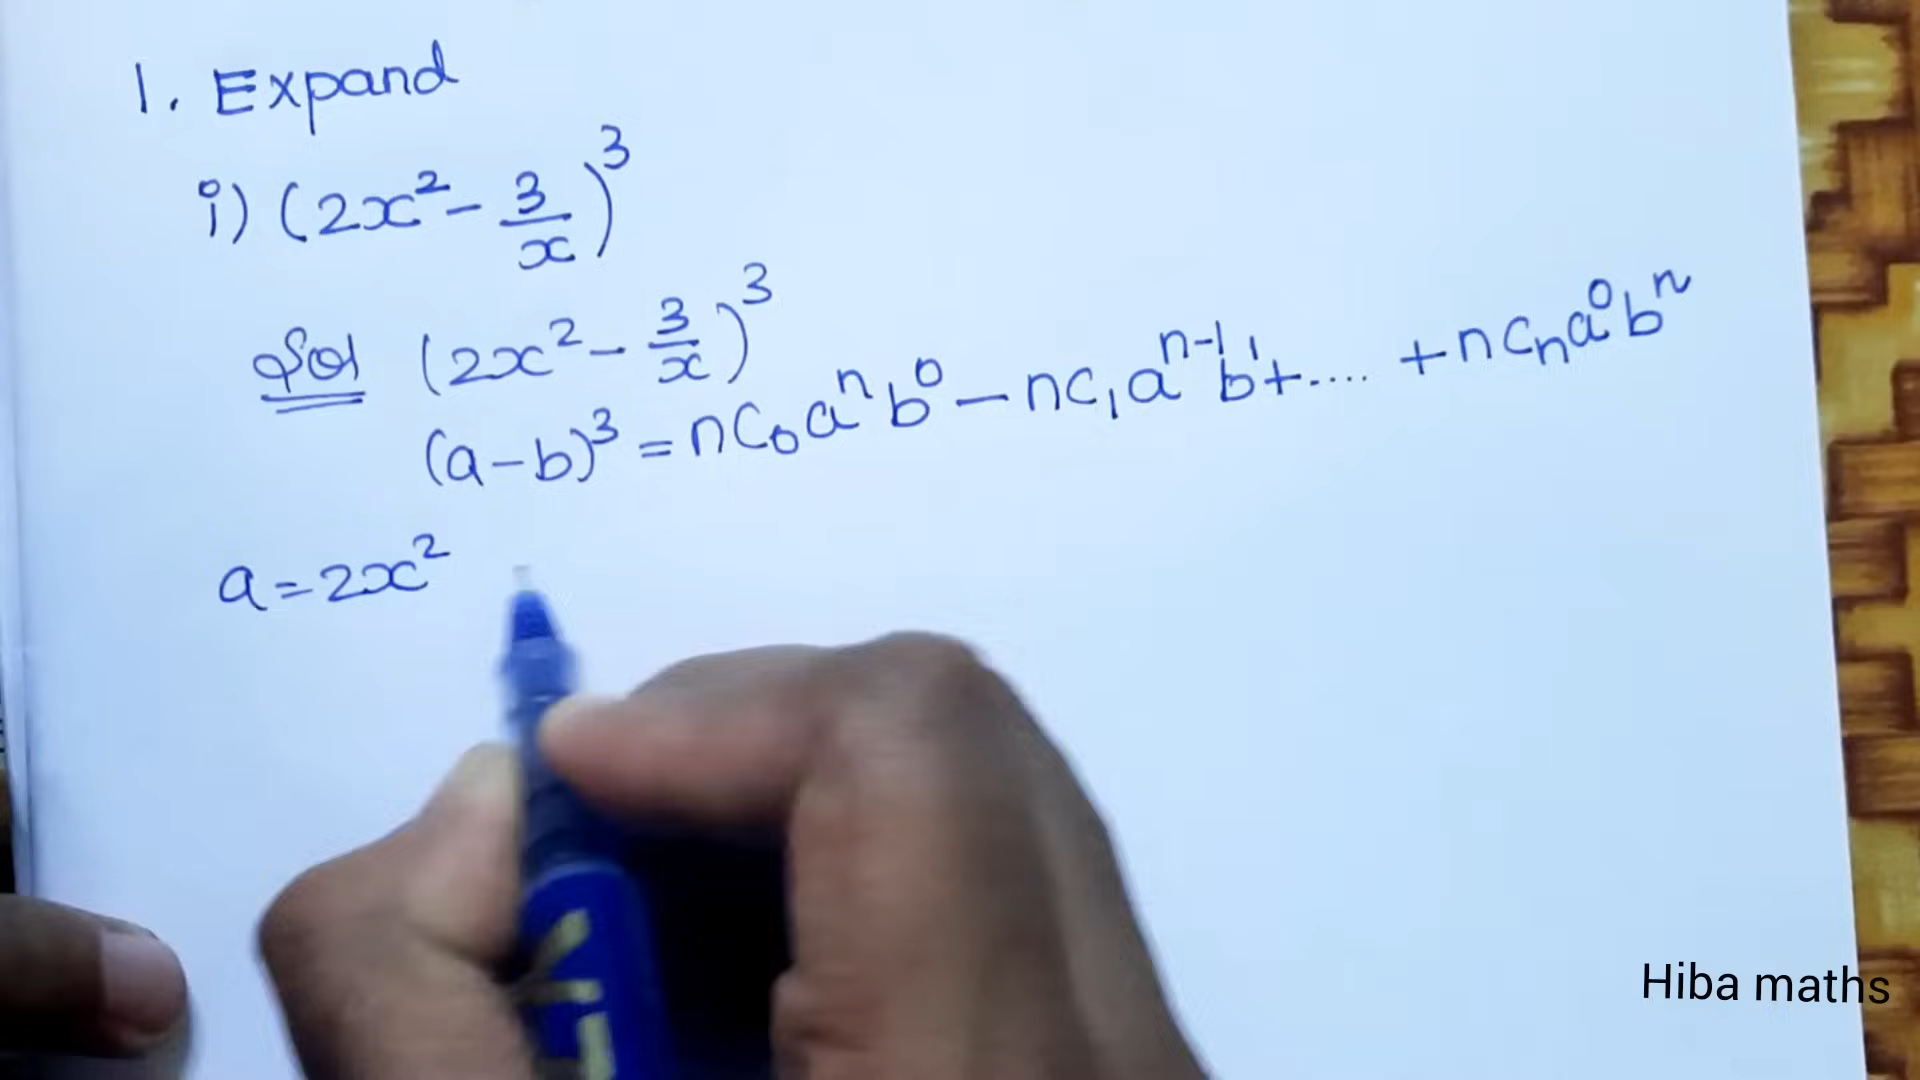 1. Expand
i) (2x² - 3/x)³
Sol (2x² - 3/x)³
(a-b)³ = nC₀aⁿb⁰ - nC₁aⁿ⁻¹b¹ + .... + nCₙa⁰bⁿ
a = 2x²
Hiba maths